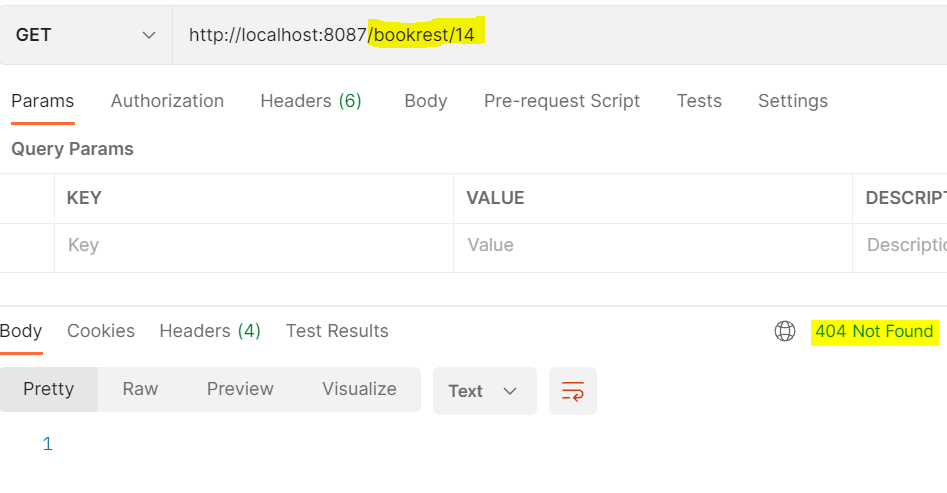 GET http://localhost:8087/bookrest/14
Params Authorization Headers (6) Body Pre-request Script Tests Settings
Query Params
KEY VALUE DESCRIPT
Key Value Descriptio
Body Cookies Headers (4) Test Results 404 Not Found
Pretty Raw Preview Visualize Text
1